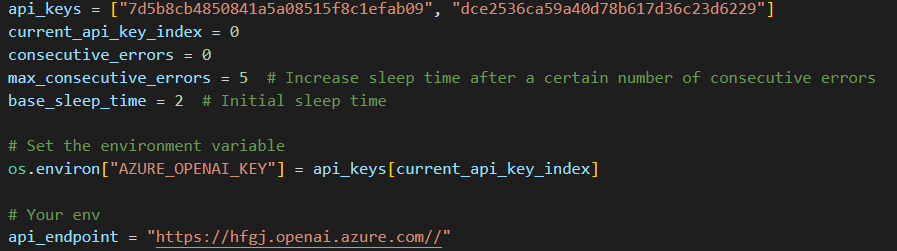 api_keys = ["7d5b8cb4850841a5a08515f8c1efab09", "dce2536ca59a40d78b617d36c23d6229"]
current_api_key_index = 0
consecutive_errors = 0
max_consecutive_errors = 5  # Increase sleep time after a certain number of consecutive errors
base_sleep_time = 2  # Initial sleep time
# Set the environment variable
os.environ["AZURE_OPENAI_KEY"] = api_keys[current_api_key_index]
# Your env
api_endpoint = "https://hfgj.openai.azure.com//"